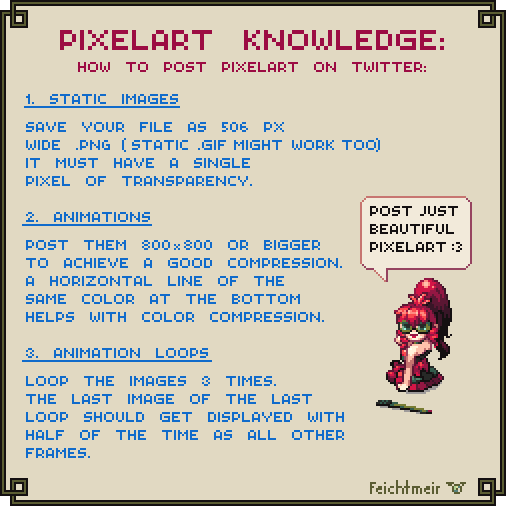 PIXELART KNOWLEDGE:
HOW TO POST PIXELART ON TWITTER:
1. STATIC IMAGES
SAVE YOUR FILE AS 506 PX
WIDE .PNG (STATIC .GIF MIGHT WORK TOO)
IT MUST HAVE A SINGLE
PIXEL OF TRANSPARENCY.
2. ANIMATIONS
POST THEM 800x800 OR BIGGER
TO ACHIEVE A GOOD COMPRESSION.
A HORIZONTAL LINE OF THE
SAME COLOR AT THE BOTTOM
HELPS WITH COLOR COMPRESSION.
3. ANIMATION LOOPS
LOOP THE IMAGES 3 TIMES.
THE LAST IMAGE OF THE LAST
LOOP SHOULD GET DISPLAYED WITH
HALF OF THE TIME AS ALL OTHER
FRAMES.
POST JUST
BEAUTIFUL
PIXELART :3
Feichtmeir